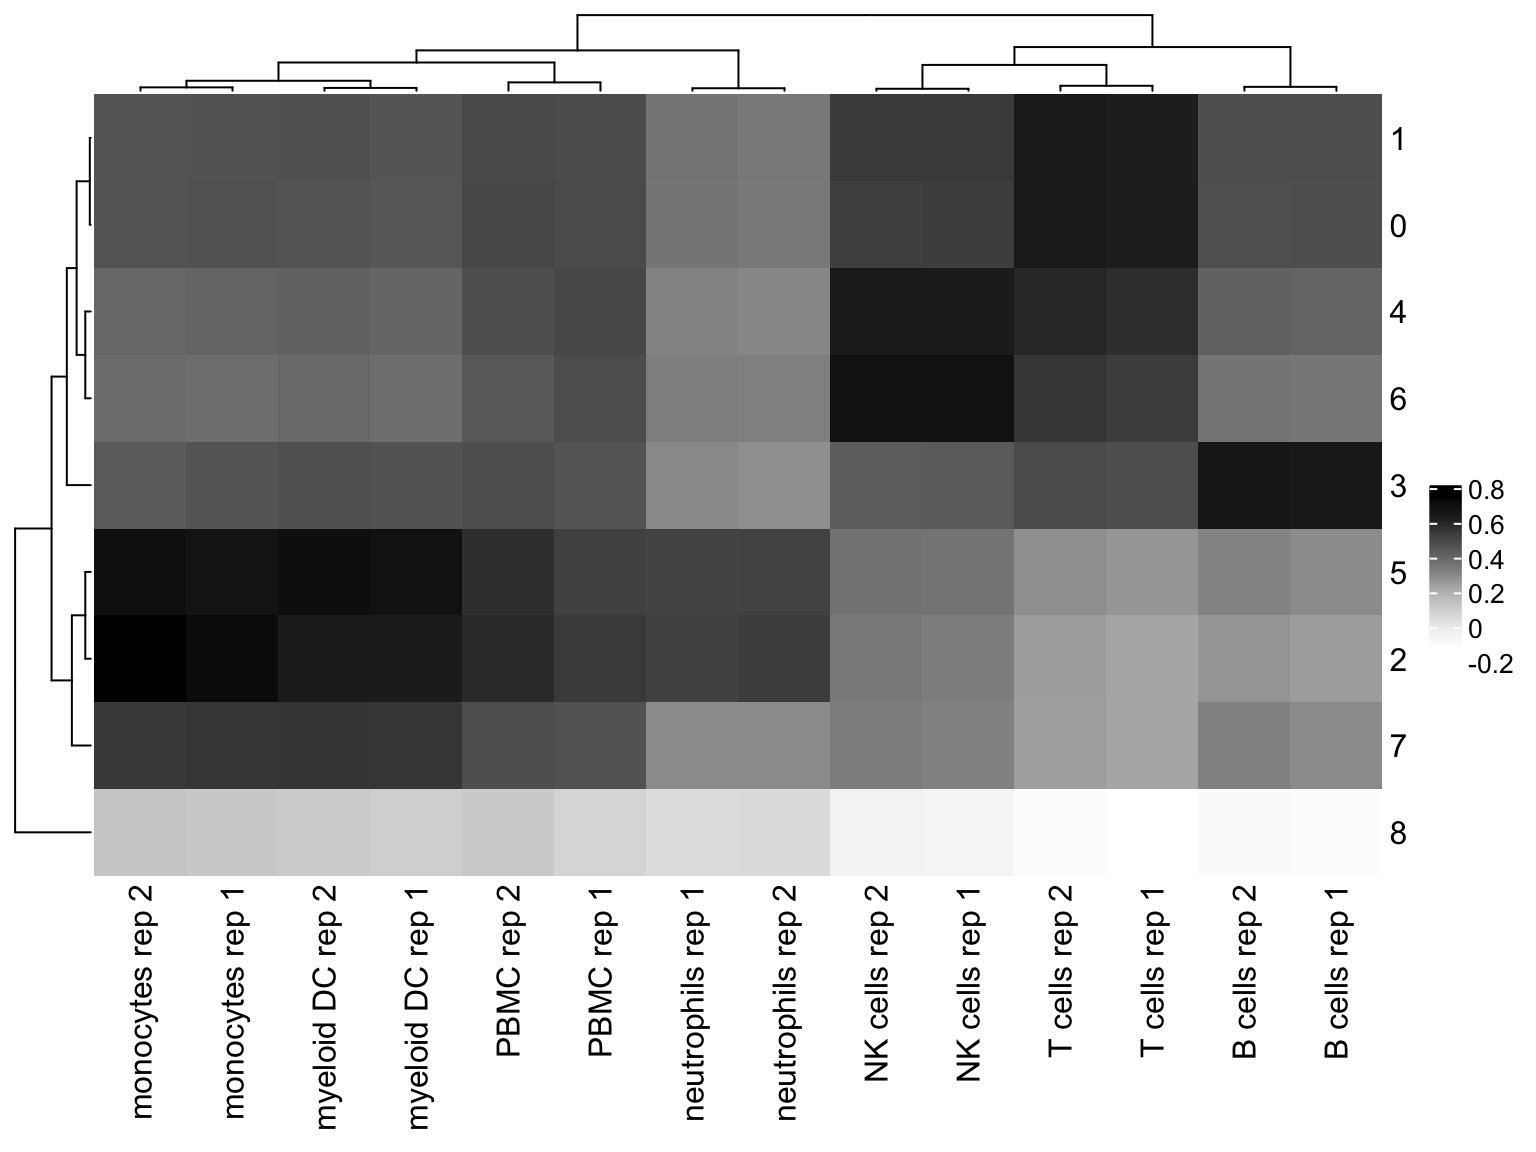 1
0
4
6
3
5
2
7
8
0.8
0.6
0.4
0.2
0
-0.2
monocytes rep 2
monocytes rep 1
myeloid DC rep 2
myeloid DC rep 1
PBMC rep 2
PBMC rep 1
neutrophils rep 1
neutrophils rep 2
NK cells rep 2
NK cells rep 1
T cells rep 2
T cells rep 1
B cells rep 2
B cells rep 1